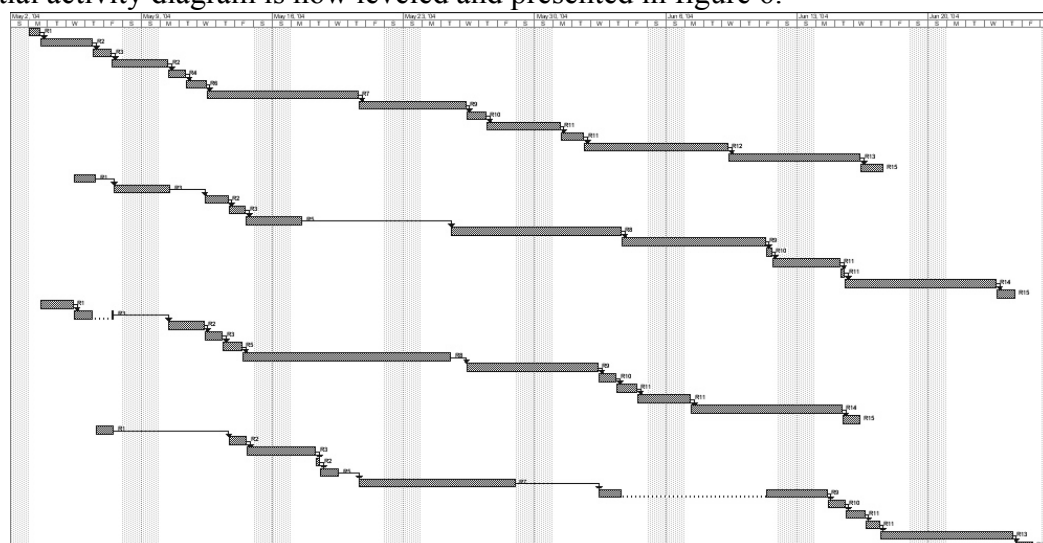 tial activity diagram is now leveled and presented in figure 6.
May 2, '04 May 9, '04 May 16, '04 May 23, '04 May 30, '04 Jun 6, '04 Jun 13, '04 Jun 20, '04
S M T W T F S S M T W T F S S M T W T F S S M T W T F S S M T W T F S S M T W T F S S M T W T F S S M T W T F
R1
R2
R3
R2
R4
R6
R7
R9
R10
R11
R11
R12
R13
R15
R1
R3
R2
R3
R5
R8
R9
R10
R11
R11
R14
R15
R1
R3
R2
R3
R5
R8
R9
R10
R11
R11
R14
R15
R1
R2
R3
R2
R7
R9
R10
R11
R11
R13